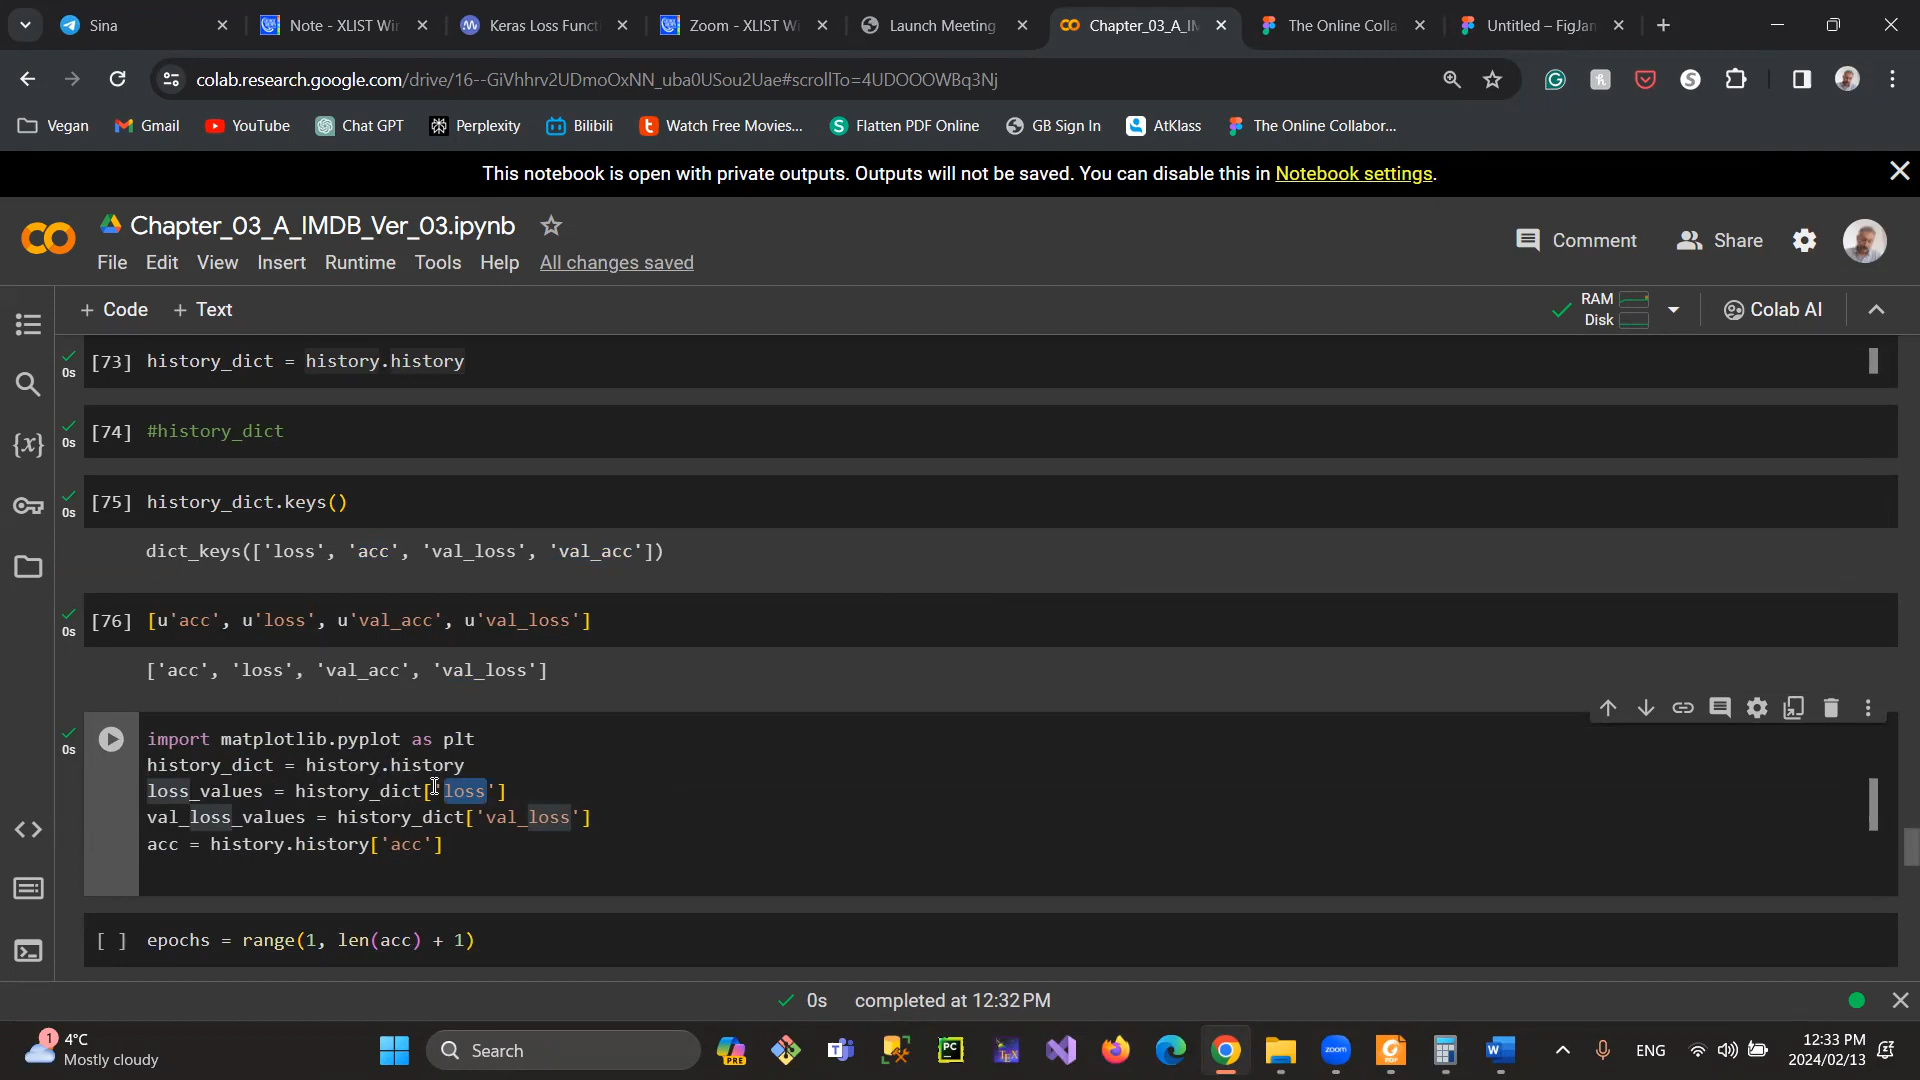 Sina
Note - XLIST Wi
Keras Loss Funct
Zoom - XLIST W
Launch Meeting
Chapter_03_A_IM
The Online Colla
Untitled – FigJan
colab.research.google.com/drive/16--GiVhhrv2UDmoOxNN_uba0USou2Uae#scrollTo=4UDOOOWBq3Nj
Vegan
Gmail
YouTube
Chat GPT
Perplexity
Bilibili
Watch Free Movies...
Flatten PDF Online
GB Sign In
AtKlass
The Online Collabor...
This notebook is open with private outputs. Outputs will not be saved. You can disable this in Notebook settings.
Chapter_03_A_IMDB_Ver_03.ipynb
Comment
Share
File Edit View Insert Runtime Tools Help All changes saved
+ Code + Text
RAM
Disk
Colab AI
0s [73] history_dict = history.history
0s [74] #history_dict
0s [75] history_dict.keys()
dict_keys(['loss', 'acc', 'val_loss', 'val_acc'])
0s [76] [u'acc', u'loss', u'val_acc', u'val_loss']
['acc', 'loss', 'val_acc', 'val_loss']
0s
import matplotlib.pyplot as plt
history_dict = history.history
loss_values = history_dict['loss']
val_loss_values = history_dict['val_loss']
acc = history.history['acc']
[ ] epochs = range(1, len(acc) + 1)
0s completed at 12:32 PM
1
4°C
Mostly cloudy
Search
PC
TEX
zoom
PDF
W
ENG
12:33 PM
2024/02/13